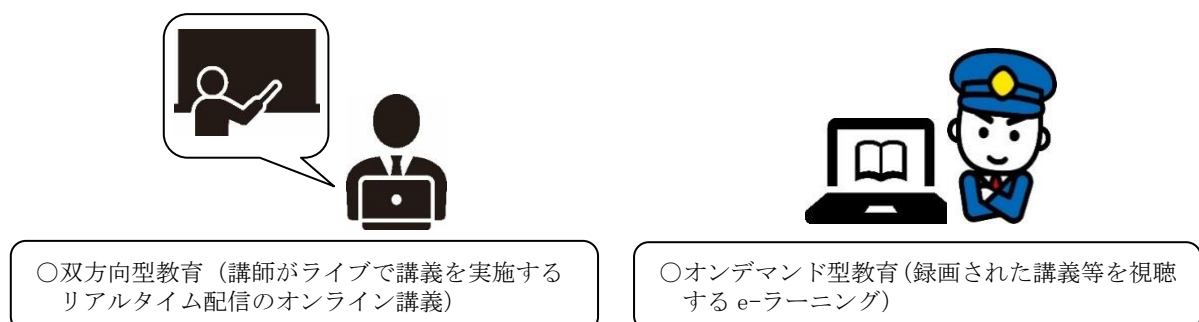 ○双方向型教育（講師がライブで講義を実施する
リアルタイム配信のオンライン講義）
○オンデマンド型教育（録画された講義等を視聴
する e-ラーニング）